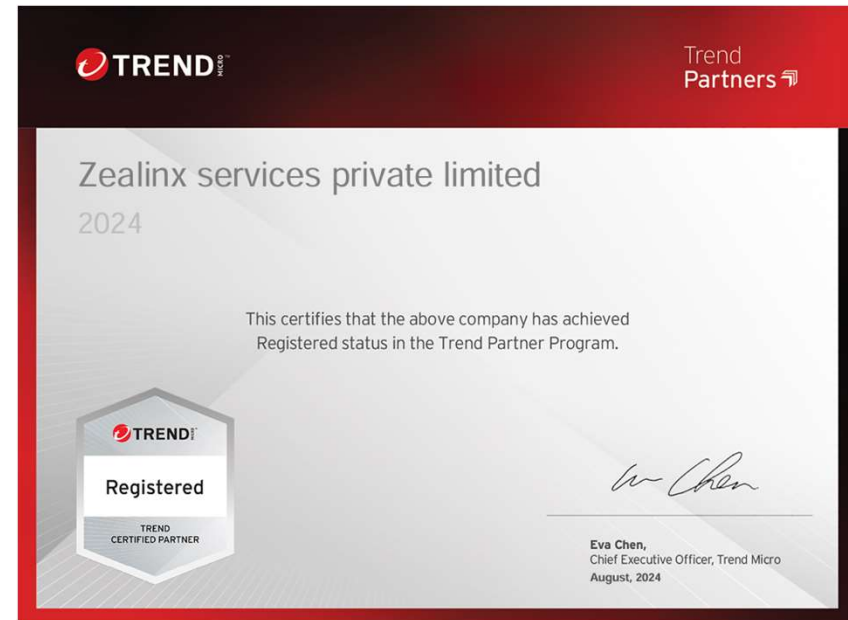 TREND MICRO™
Trend
Partners
Zealinx services private limited
2024
This certifies that the above company has achieved
Registered status in the Trend Partner Program.
TREND MICRO
Registered
TREND
CERTIFIED PARTNER
Eva Chen,
Chief Executive Officer, Trend Micro
August, 2024